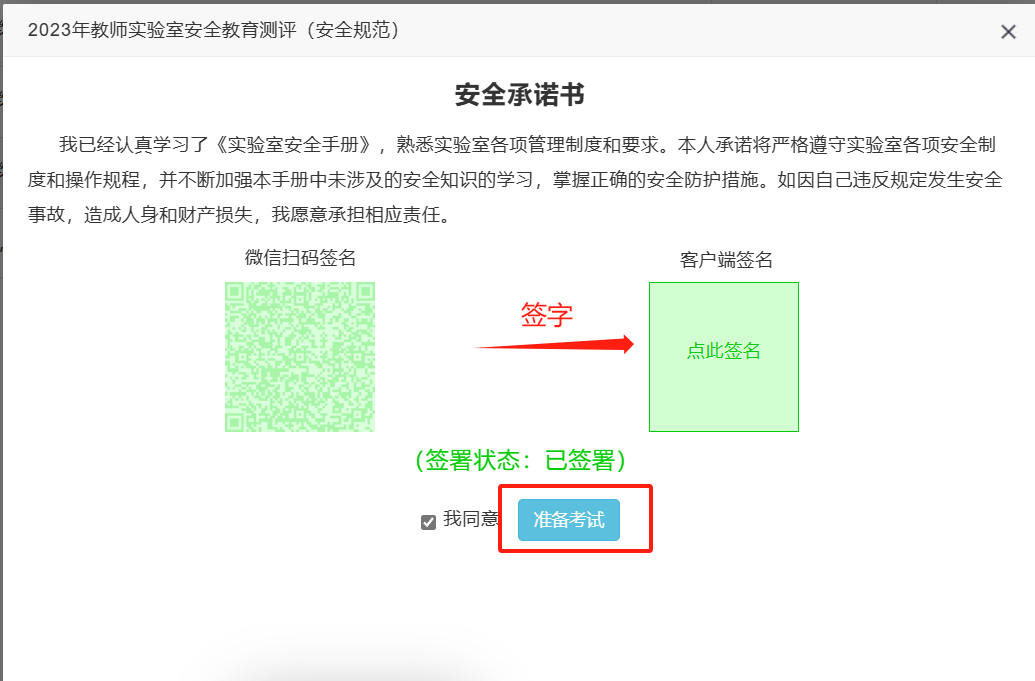 2023年教师实验室安全教育测评（安全规范）
安全承诺书
我已经认真学习了《实验室安全手册》，熟悉实验室各项管理制度和要求。本人承诺将严格遵守实验室各项安全制
度和操作规程，并不断加强本手册中未涉及的安全知识的学习，掌握正确的安全防护措施。如因自己违反规定发生安全
事故，造成人身和财产损失，我愿意承担相应责任。
微信扫码签名
客户端签名
签字
点此签名
（签署状态：已签署）
我同意
准备考试